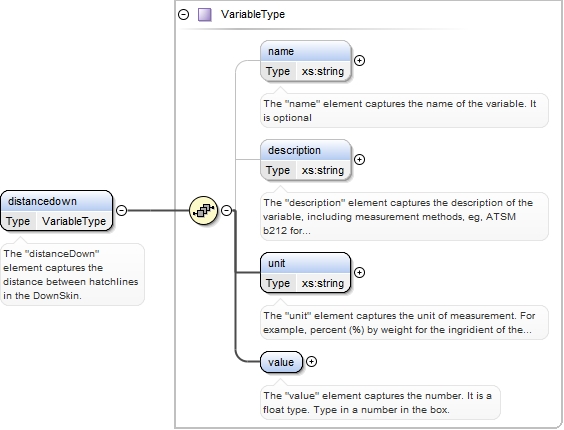 VariableType
name
Type xs:string
The "name" element captures the name of the variable. It
is optional
description
Type xs:string
The "description" element captures the description of the
variable, including measurement methods, eg, ATSM
b212 for...
distancedown
Type VariableType
The "distanceDown"
element captures the
distance between hatchlines
in the DownSkin.
unit
Type xs:string
The "unit" element captures the unit of measurement. For
example, percent (%) by weight for the ingridient of the...
value
The "value" element captures the number. It is a
float type. Type in a number in the box.